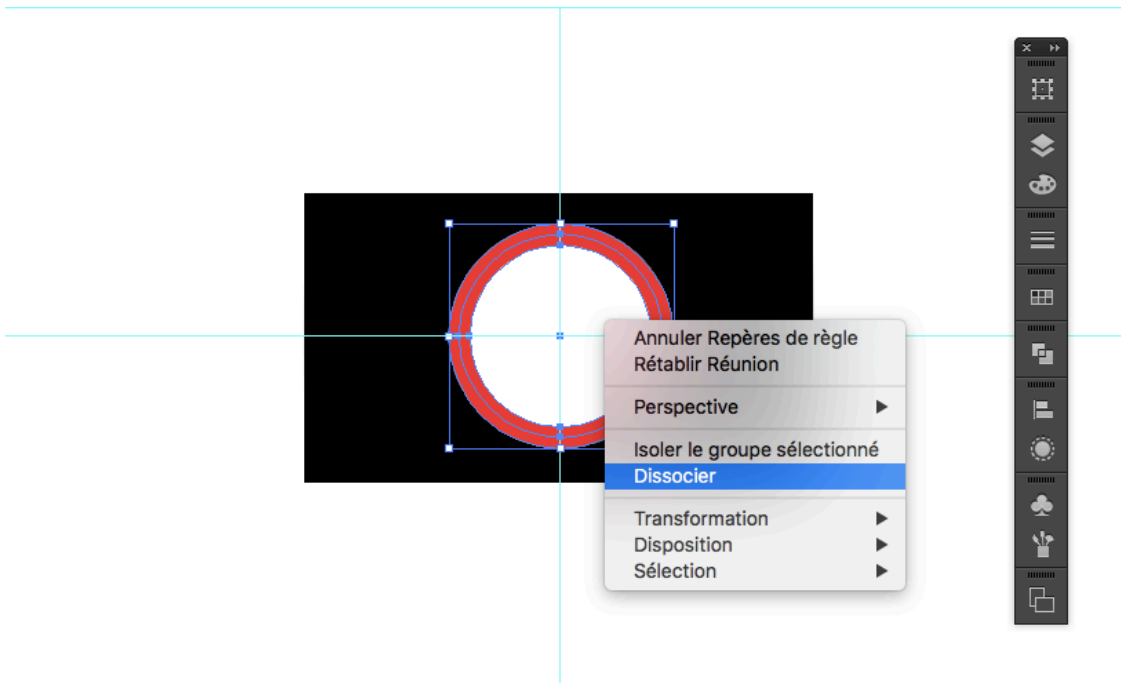 Annuler Repères de règle
Rétablir Réunion
Perspective
Isoler le groupe sélectionné
Dissocier
Transformation
Disposition
Sélection